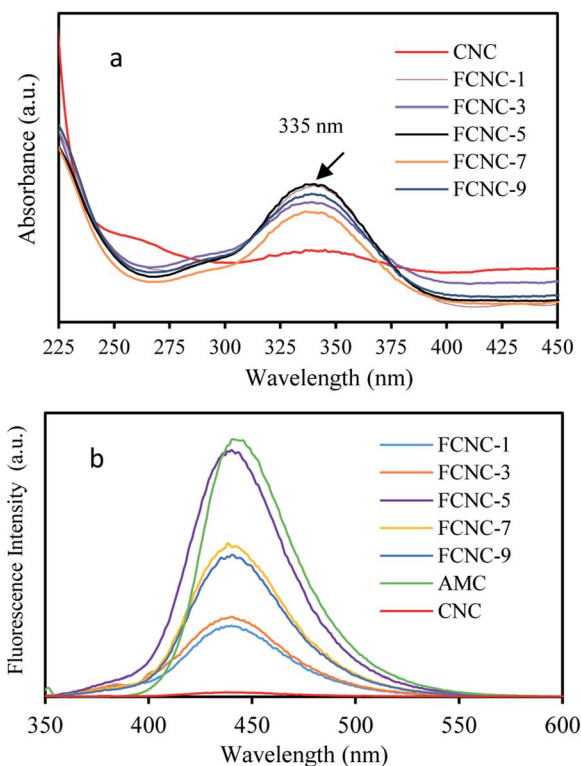 a
CNC
FCNC-1
FCNC-3
FCNC-5
FCNC-7
FCNC-9
335 nm
Absorbance (a.u.)
225 250 275 300 325 350 375 400 425 450
Wavelength (nm)
b
FCNC-1
FCNC-3
FCNC-5
FCNC-7
FCNC-9
AMC
CNC
Fluorescence Intensity (a.u.)
350 400 450 500 550 600
Wavelength (nm)